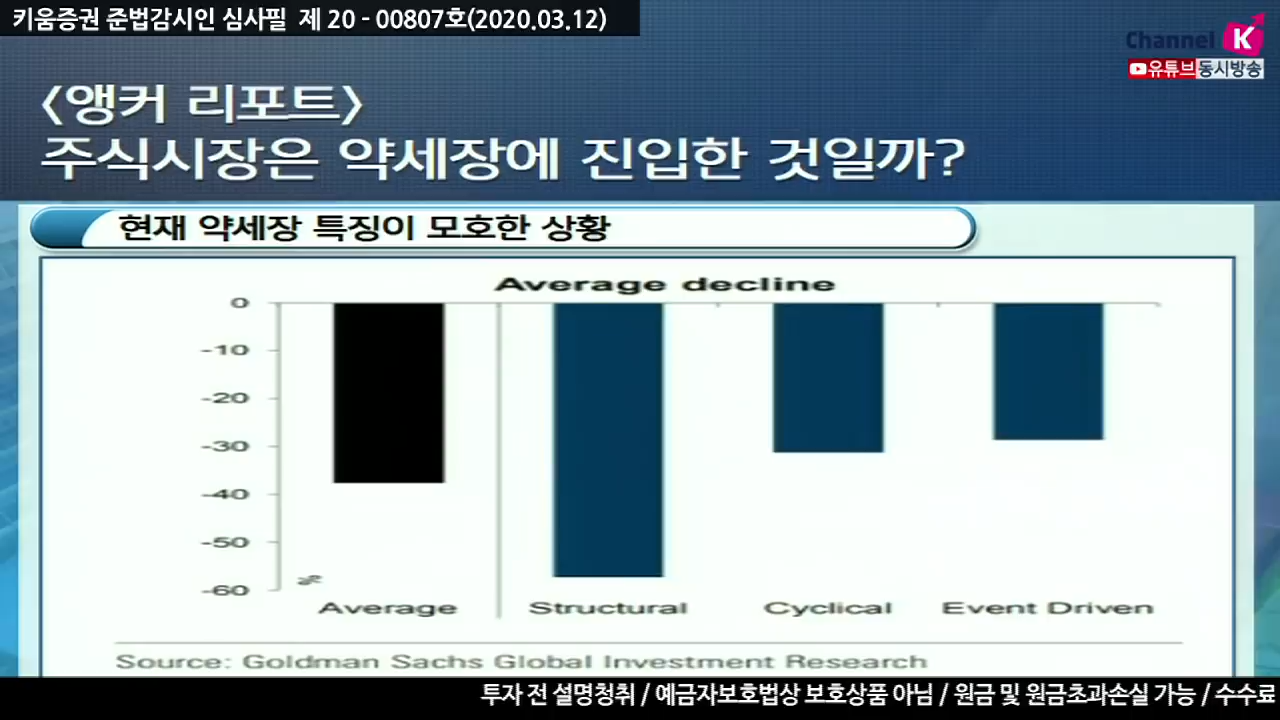 키움증권 준법감시인 심사필 제 20 - 00807호(2020.03.12)
Channel K
유튜브동시방송
<앵커 리포트>
주식시장은 약세장에 진입한 것일까?
현재 약세장 특징이 모호한 상황
Average decline
0
-10
-20
-30
-40
-50
-60
%
Average Structural Cyclical Event Driven
Source: Goldman Sachs Global Investment Research
투자 전 설명청취 / 예금자보호법상 보호상품 아님 / 원금 및 원금초과손실 가능 / 수수료